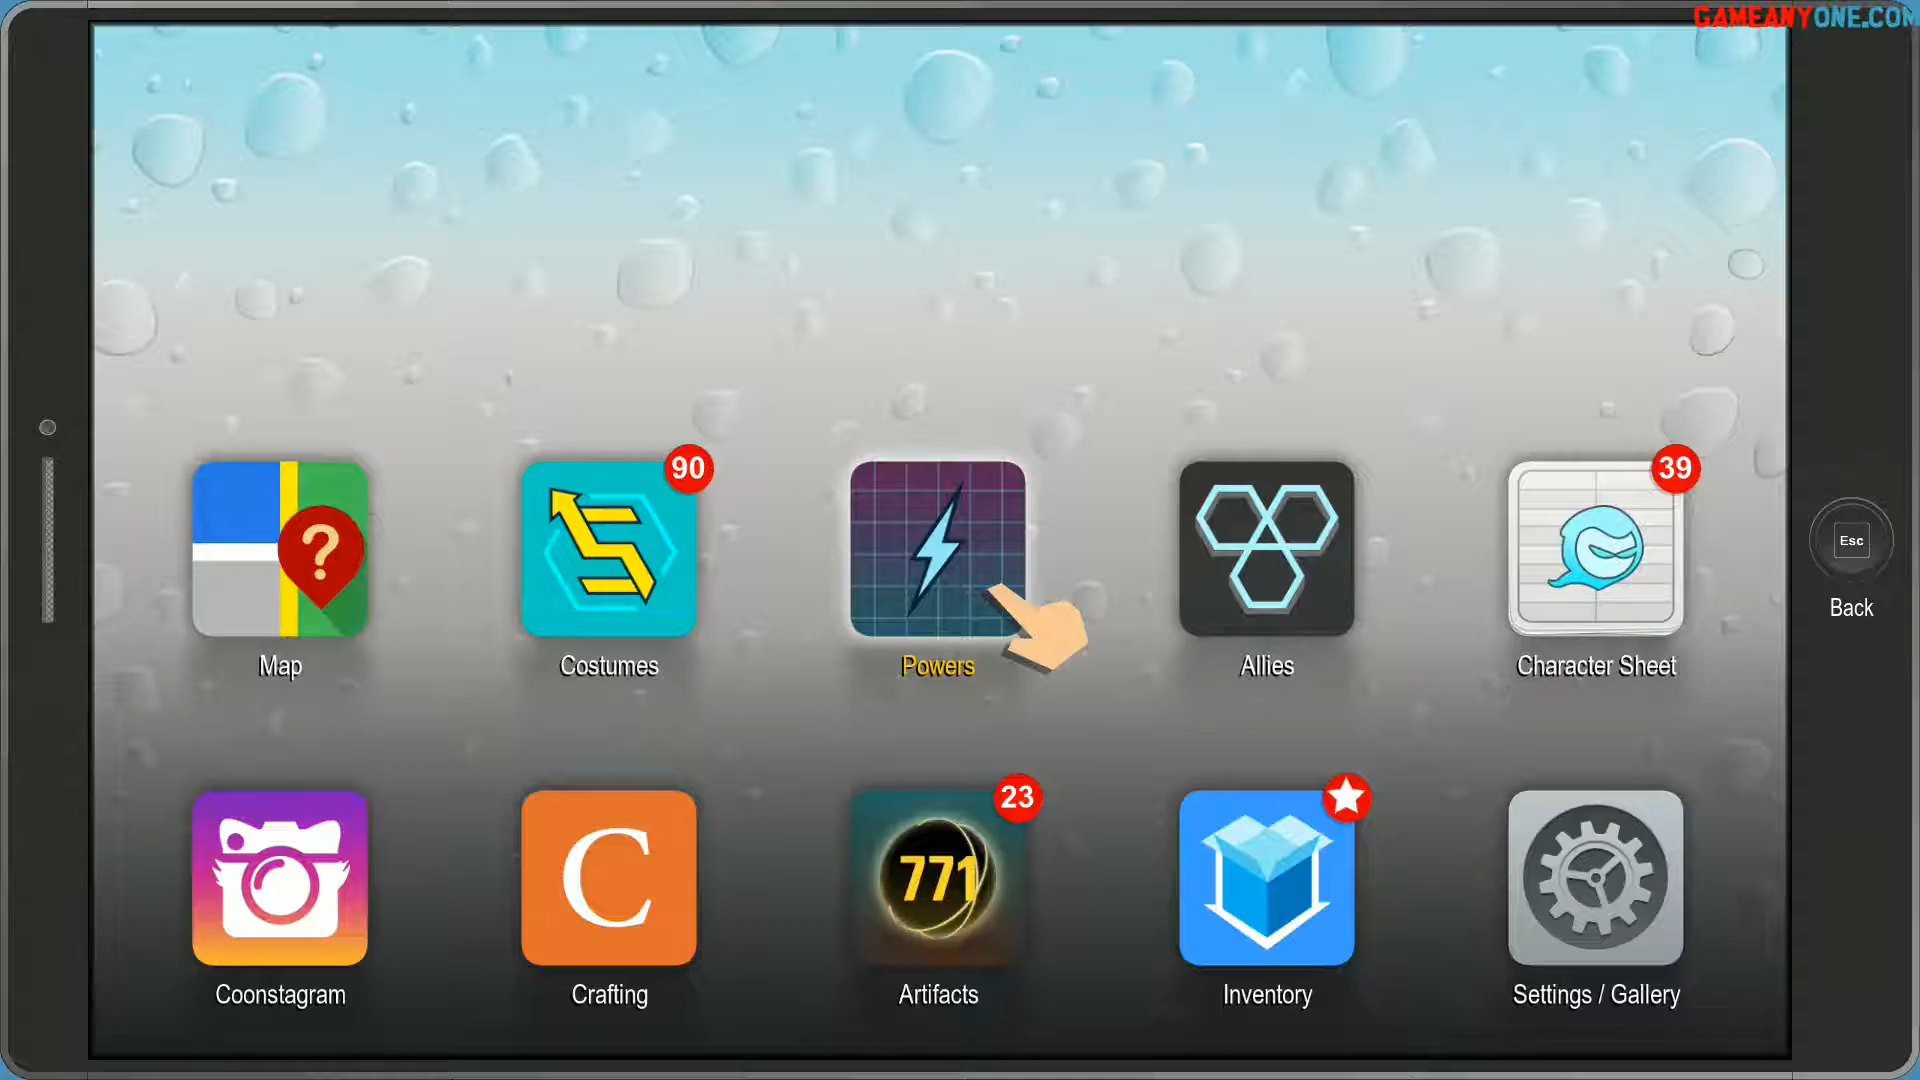 GAMEANYONE.COM
90
39
?
Esc
Back
Map
Costumes
Powers
Allies
Character Sheet
23
C
771
Coonstagram
Crafting
Artifacts
Inventory
Settings / Gallery